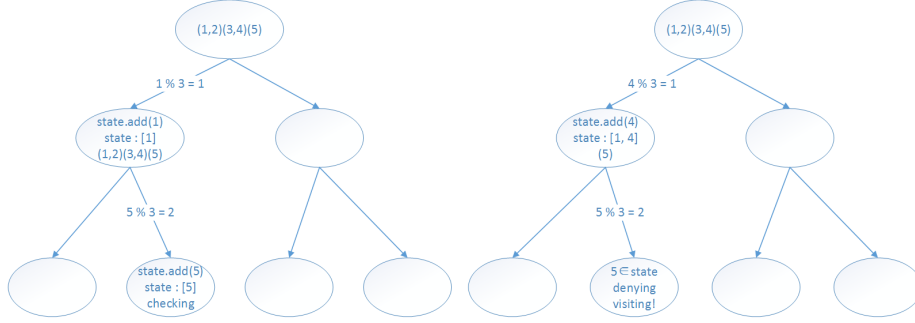 (1,2)(3,4)(5)
1 % 3 = 1
state.add(1)
state : [1]
(1,2)(3,4)(5)
5 % 3 = 2
state.add(5)
state : [5]
checking
(1,2)(3,4)(5)
4 % 3 = 1
state.add(4)
state : [1, 4]
(5)
5 % 3 = 2
5∈state
denying
visiting!